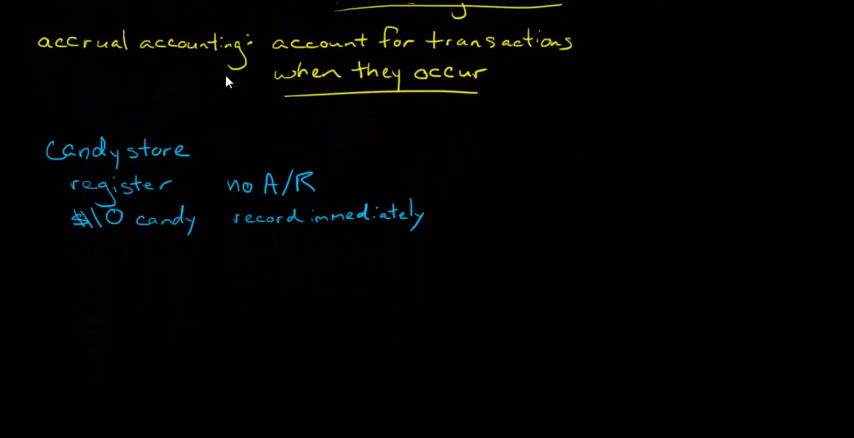 accrual accounting: account for transactions
when they occur
Candy store
register no A/R
$10 candy record immediately